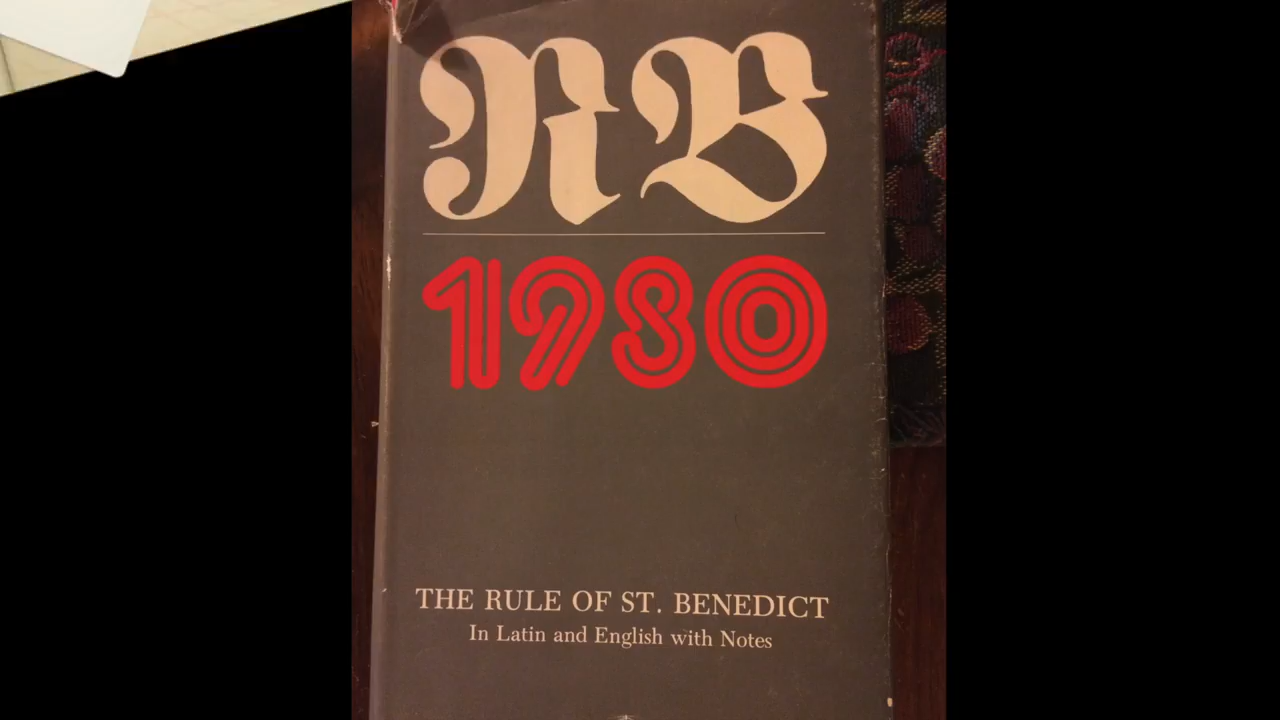 RB
1980
THE RULE OF ST. BENEDICT
In Latin and English with Notes